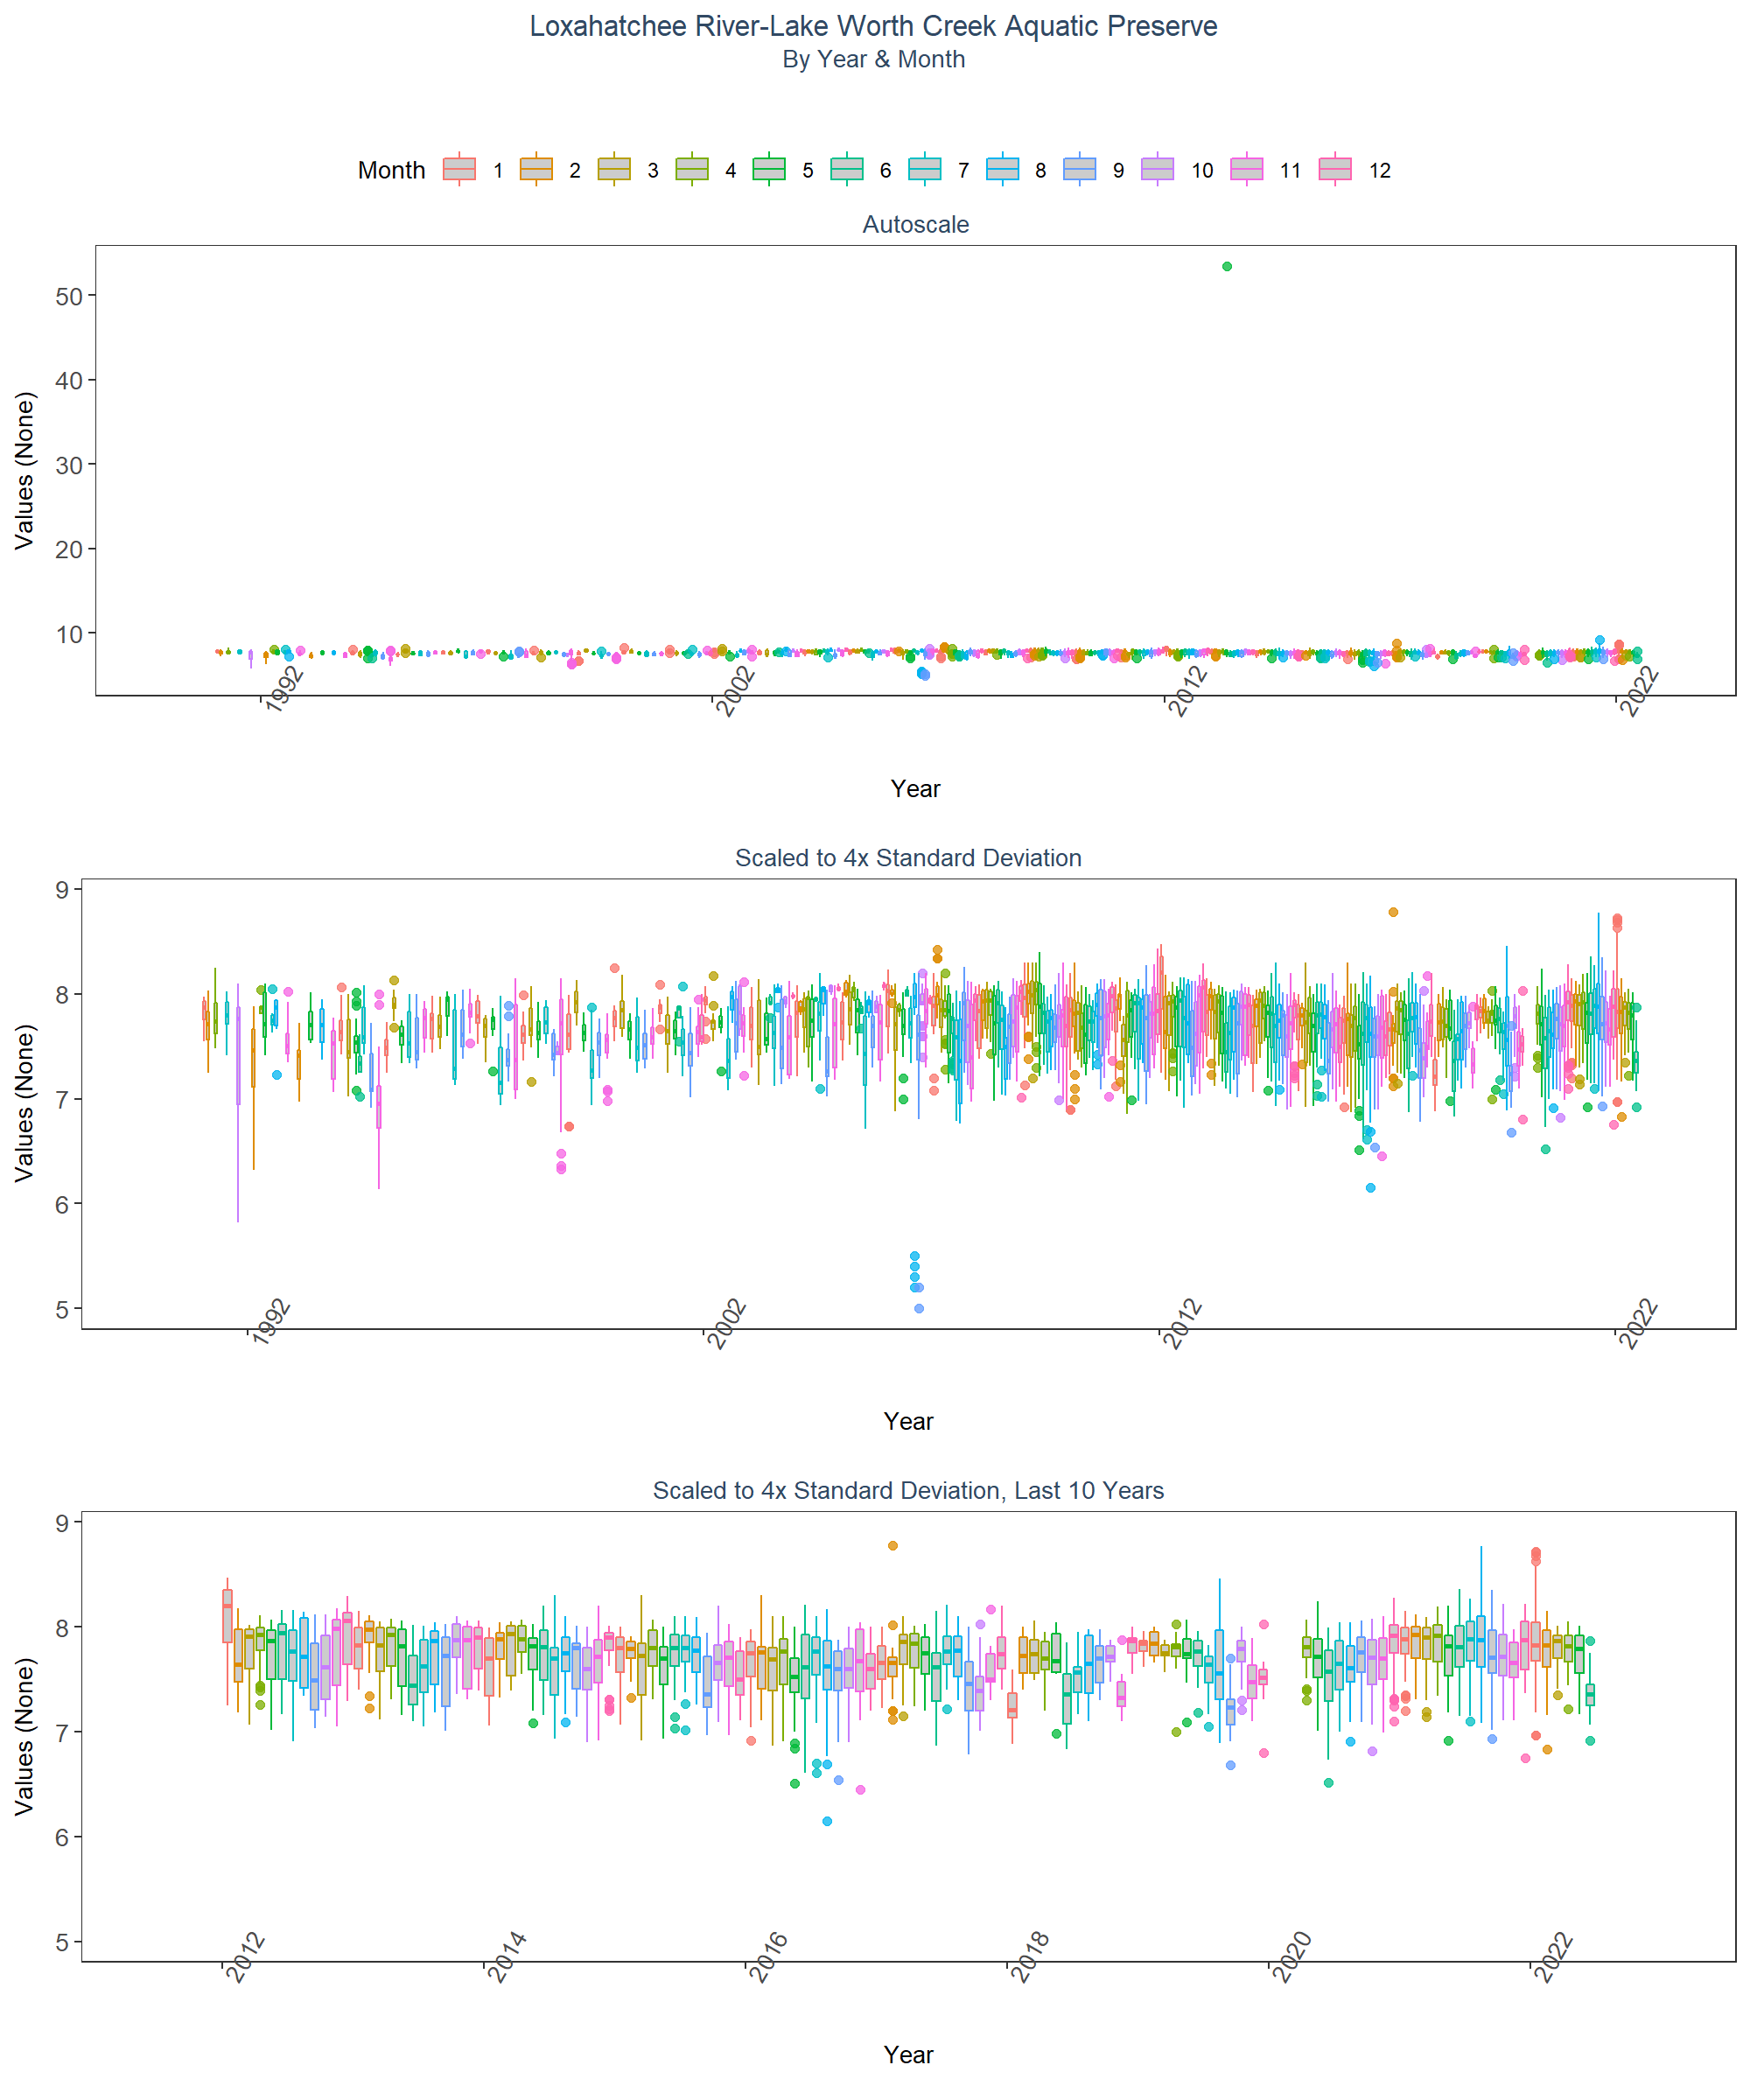 Loxahatchee River-Lake Worth Creek Aquatic Preserve
By Year & Month
Month 1 2 3 4 5 6 7 8 9 10 11 12
Autoscale
Values (None)
50
40
30
20
10
1992 2002 2012 2022
Year
Scaled to 4x Standard Deviation
Values (None)
9
8
7
6
5
1992 2002 2012 2022
Year
Scaled to 4x Standard Deviation, Last 10 Years
Values (None)
9
8
7
6
5
2012 2014 2016 2018 2020 2022
Year